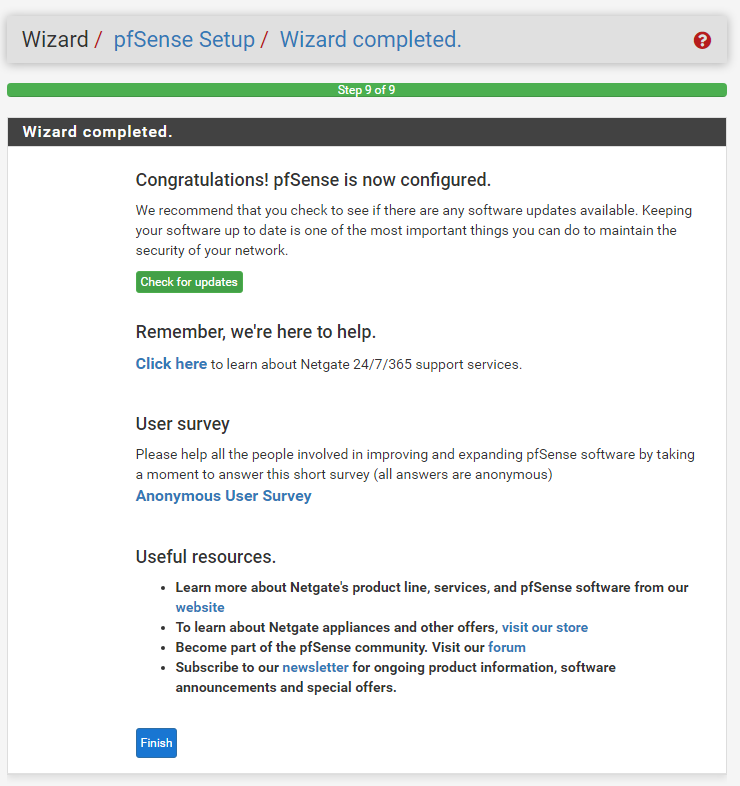 Wizard / pfSense Setup / Wizard completed.
Step 9 of 9
Wizard completed.
Congratulations! pfSense is now configured.
We recommend that you check to see if there are any software updates available. Keeping
your software up to date is one of the most important things you can do to maintain the
security of your network.
Check for updates
Remember, we're here to help.
Click here to learn about Netgate 24/7/365 support services.
User survey
Please help all the people involved in improving and expanding pfSense software by taking
a moment to answer this short survey (all answers are anonymous)
Anonymous User Survey
Useful resources.
• Learn more about Netgate's product line, services, and pfSense software from our
website
• To learn about Netgate appliances and other offers, visit our store
• Become part of the pfSense community. Visit our forum
• Subscribe to our newsletter for ongoing product information, software
announcements and special offers.
Finish